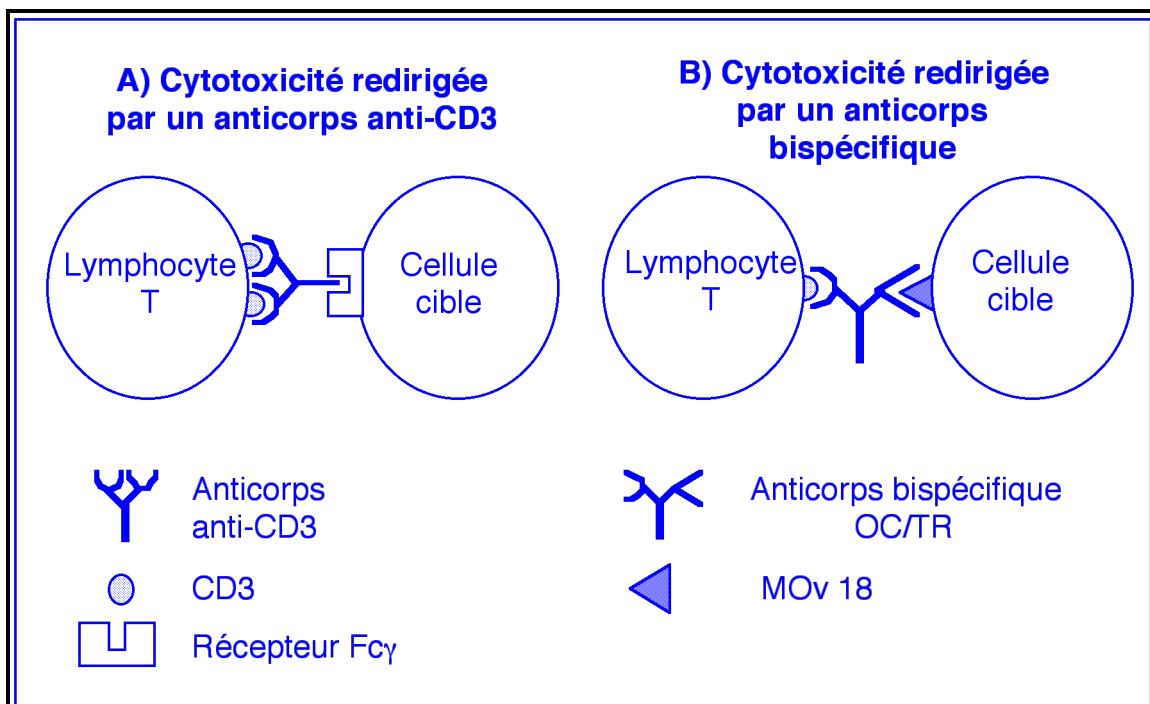 A) Cytotoxicité redirigée
par un anticorps anti-CD3
Lymphocyte
T
Cellule
cible
Anticorps
anti-CD3
CD3
Récepteur Fcγ
B) Cytotoxicité redirigée
par un anticorps
bispécifique
Lymphocyte
T
Cellule
cible
Anticorps bispécifique
OC/TR
MOv 18